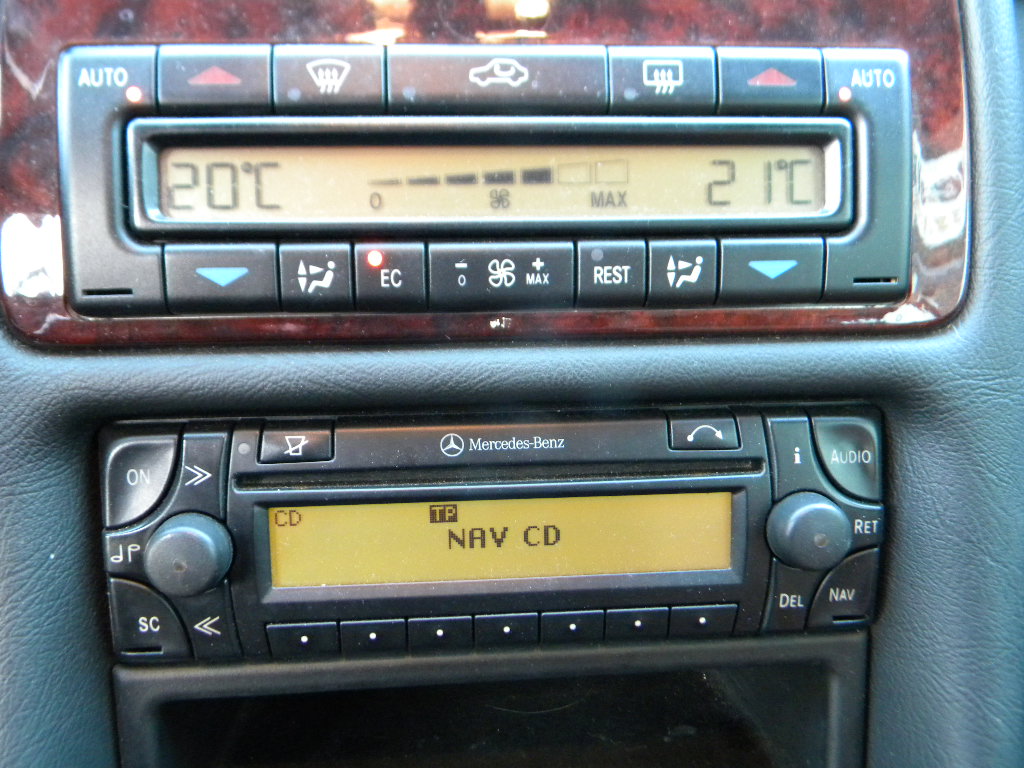 AUTO AUTO
20°C 21°C
0 MAX
EC - 0 + MAX REST
Mercedes-Benz
ON i AUDIO
CD TP
NAV CD
RET
SC DEL NAV